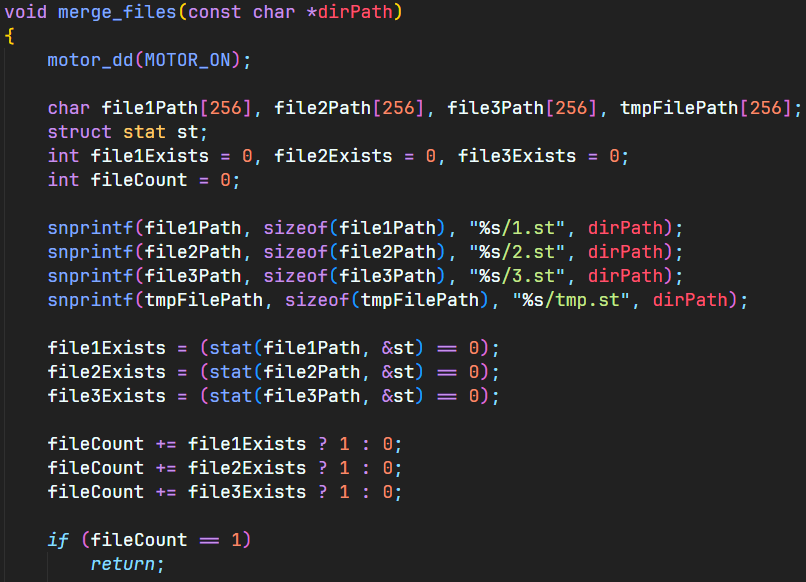 void merge_files(const char *dirPath)
{
    motor_dd(MOTOR_ON);
    char file1Path[256], file2Path[256], file3Path[256], tmpFilePath[256];
    struct stat st;
    int file1Exists = 0, file2Exists = 0, file3Exists = 0;
    int fileCount = 0;
    snprintf(file1Path, sizeof(file1Path), "%s/1.st", dirPath);
    snprintf(file2Path, sizeof(file2Path), "%s/2.st", dirPath);
    snprintf(file3Path, sizeof(file3Path), "%s/3.st", dirPath);
    snprintf(tmpFilePath, sizeof(tmpFilePath), "%s/tmp.st", dirPath);
    file1Exists = (stat(file1Path, &st) == 0);
    file2Exists = (stat(file2Path, &st) == 0);
    file3Exists = (stat(file3Path, &st) == 0);
    fileCount += file1Exists ? 1 : 0;
    fileCount += file2Exists ? 1 : 0;
    fileCount += file3Exists ? 1 : 0;
    if (fileCount == 1)
        return;